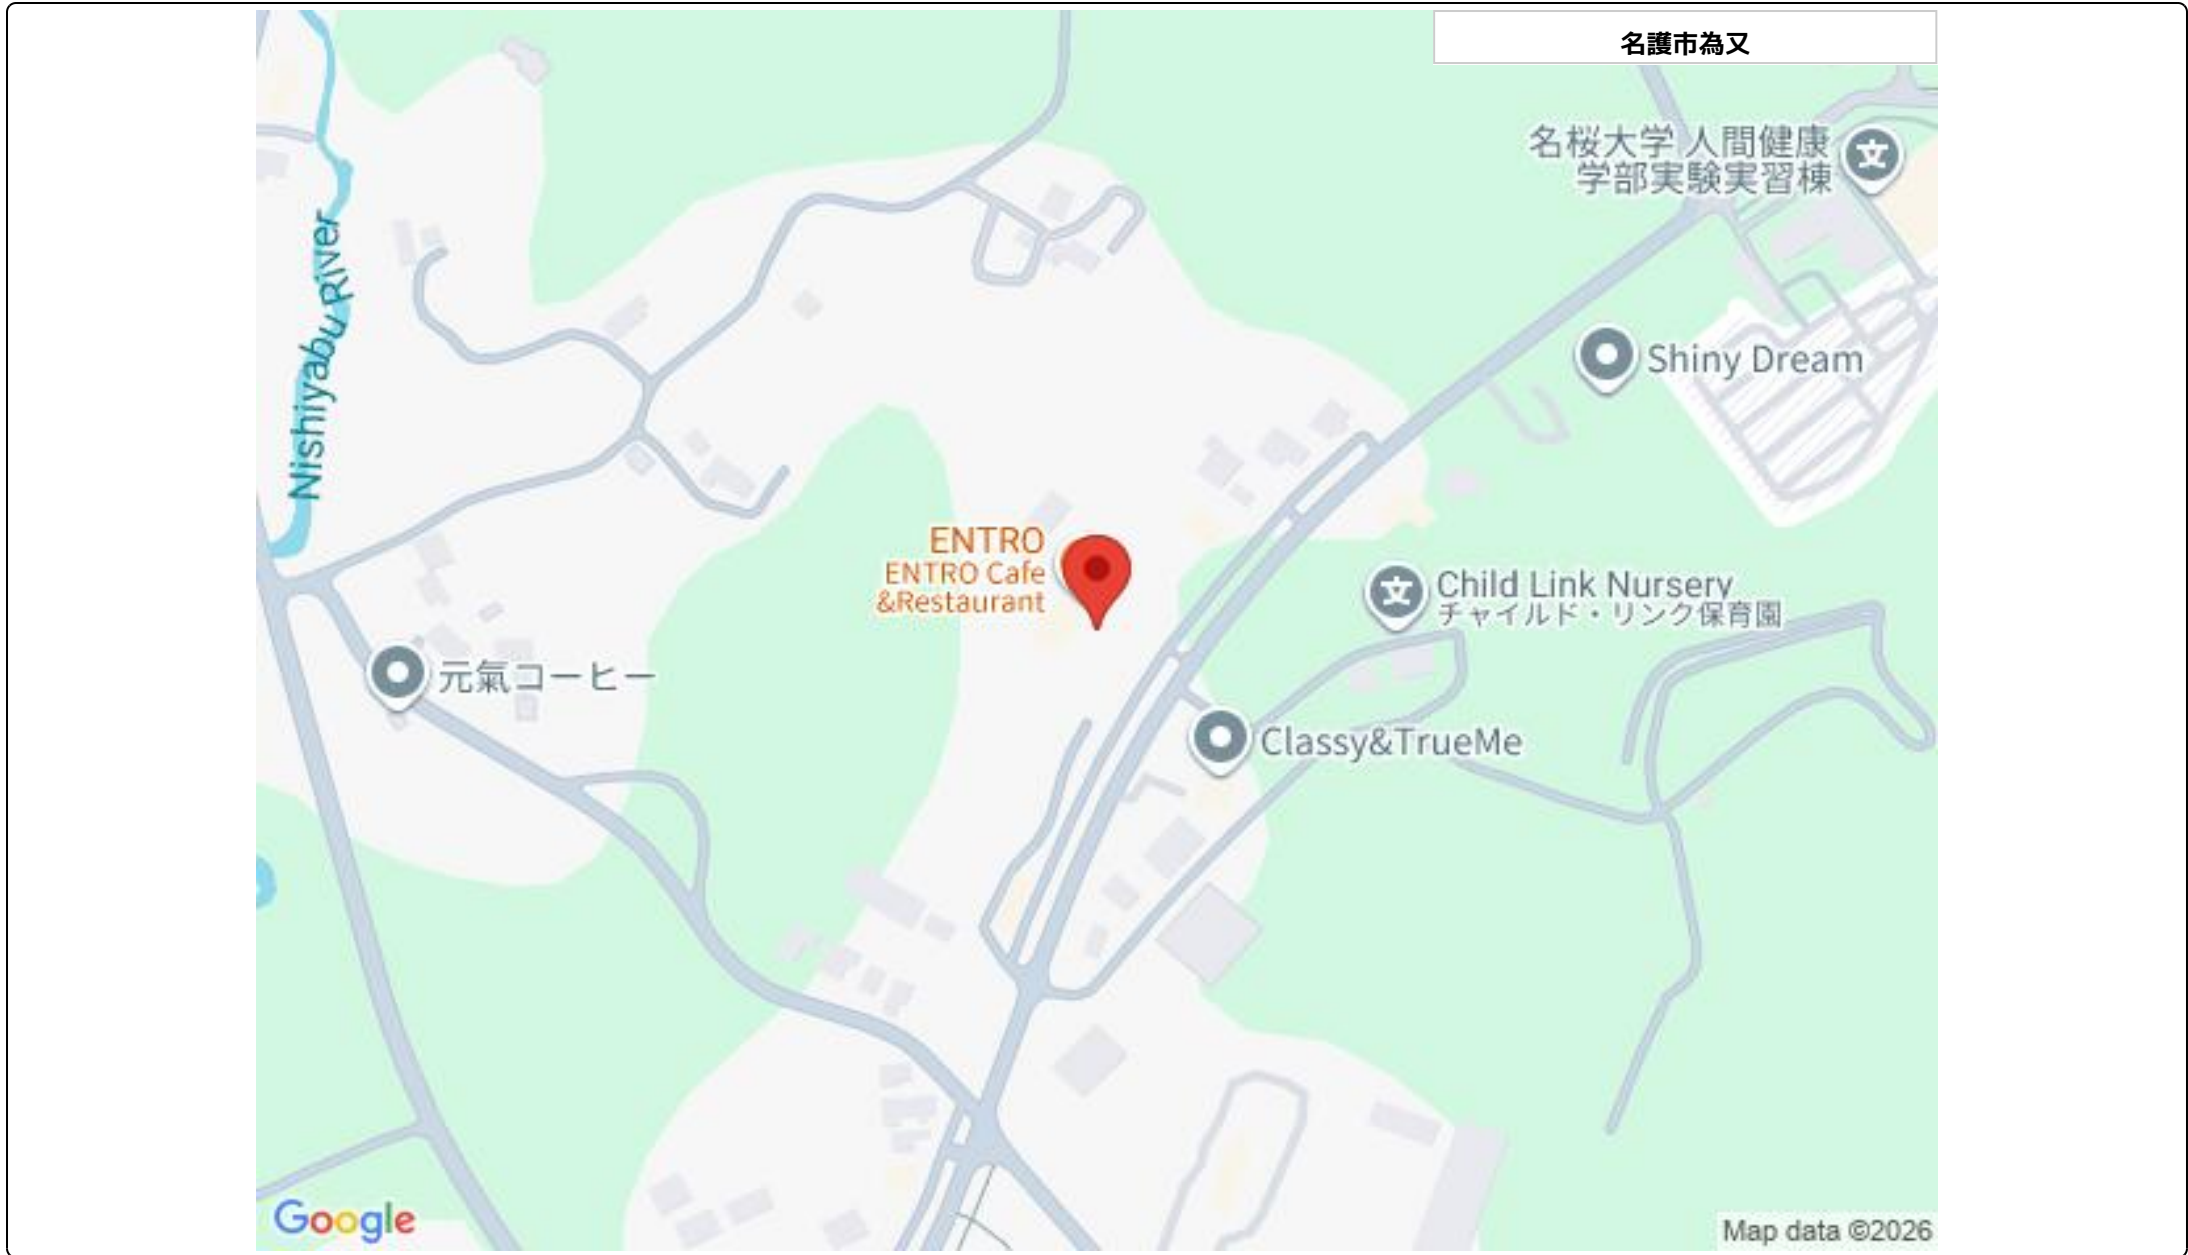 名護市為又
名桜大学 人間健康
学部実験実習棟
Nishiyabu River
Shiny Dream
ENTRO
ENTRO Cafe
&Restaurant
Child Link Nursery
チャイルド・リンク保育園
元氣コーヒー
Classy&TrueMe
Google
Map data ©2026